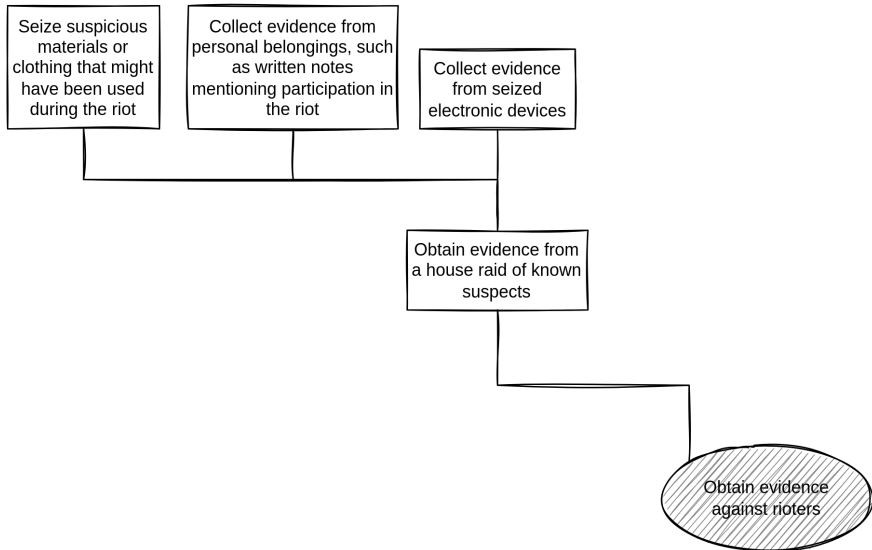 Seize suspicious
materials or
clothing that might
have been used
during the riot
Collect evidence from
personal belongings, such
as written notes
mentioning participation in
the riot
Collect evidence
from seized
electronic devices
Obtain evidence from
a house raid of known
suspects
Obtain evidence
against rioters